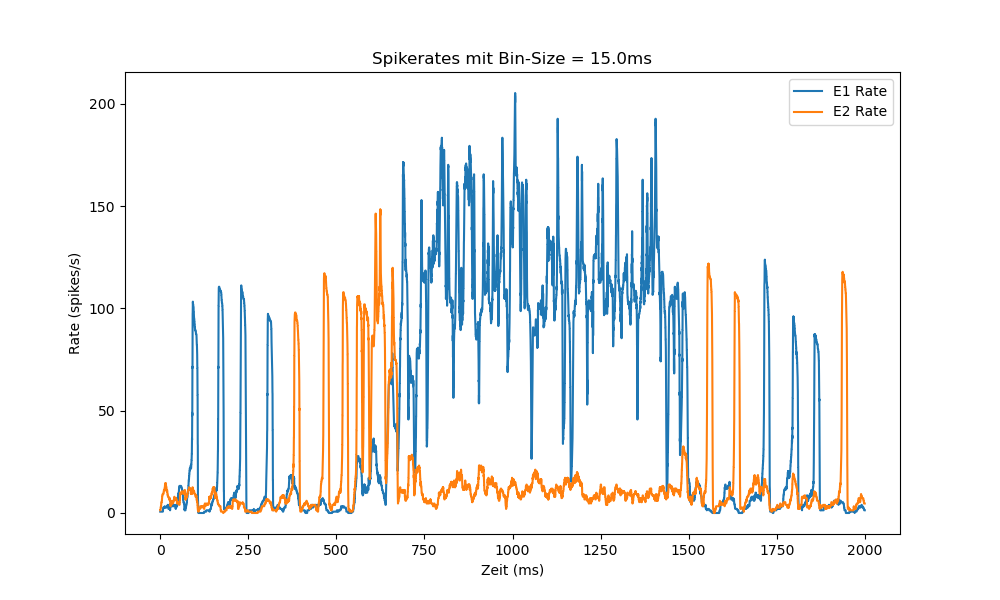 Spikerates mit Bin-Size = 15.0ms
E1 Rate
E2 Rate
Rate (spikes/s)
200
150
100
50
0
0 250 500 750 1000 1250 1500 1750 2000
Zeit (ms)